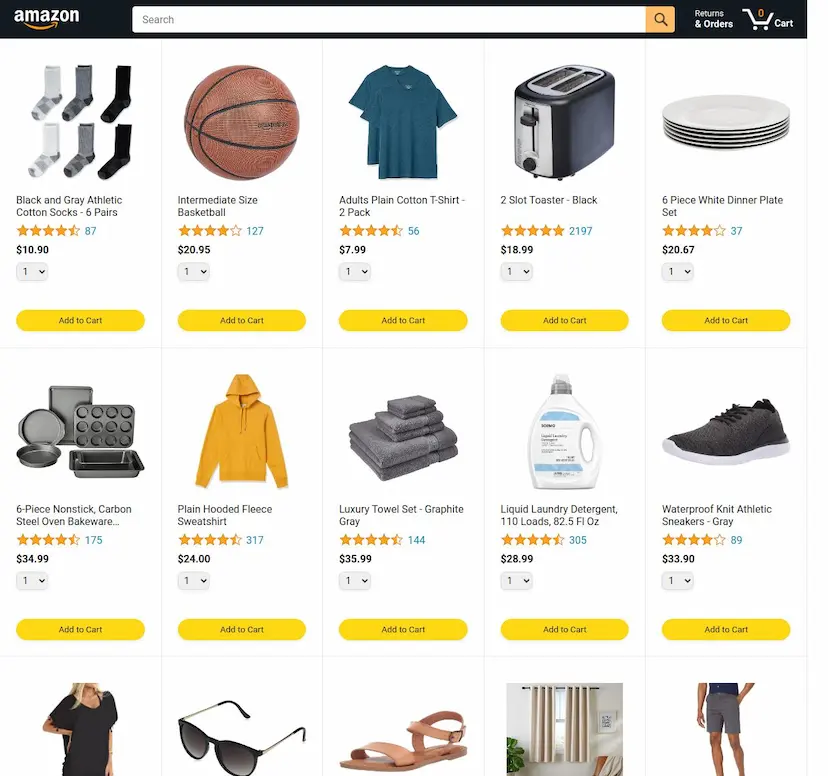 amazon
Search
Returns
& Orders
0
Cart
Black and Gray Athletic
Cotton Socks - 6 Pairs
87
$10.90
1
Add to Cart
Intermediate Size
Basketball
127
$20.95
1
Add to Cart
Adults Plain Cotton T-Shirt -
2 Pack
56
$7.99
1
Add to Cart
2 Slot Toaster - Black
2197
$18.99
1
Add to Cart
6 Piece White Dinner Plate
Set
37
$20.67
1
Add to Cart
6-Piece Nonstick, Carbon
Steel Oven Bakeware...
175
$34.99
1
Add to Cart
Plain Hooded Fleece
Sweatshirt
317
$24.00
1
Add to Cart
Luxury Towel Set - Graphite
Gray
144
$35.99
1
Add to Cart
Liquid Laundry
Detergent
Liquid Laundry Detergent,
110 Loads, 82.5 Fl Oz
305
$28.99
1
Add to Cart
Waterproof Knit Athletic
Sneakers - Gray
89
$33.90
1
Add to Cart